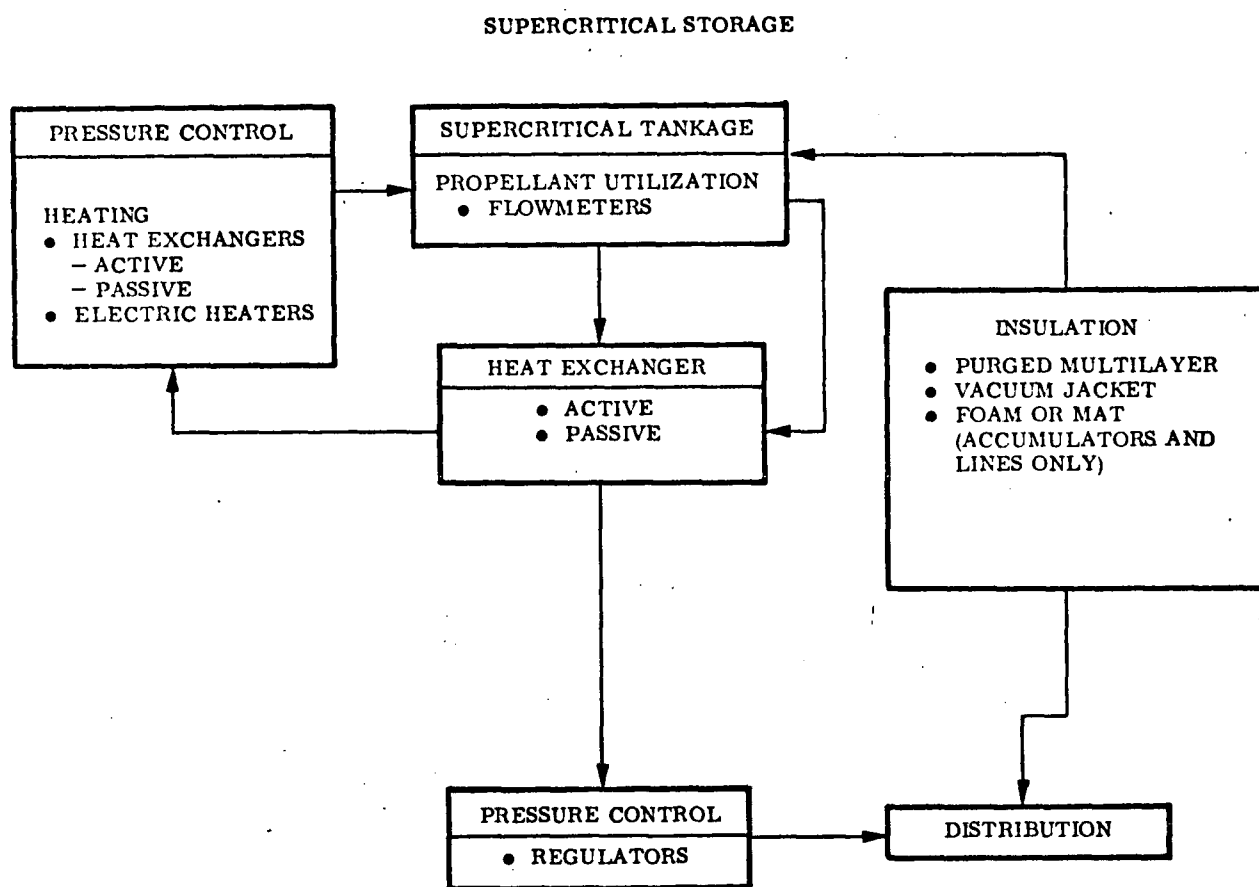 SUPERCRITICAL STORAGE
PRESSURE CONTROL
HEATING
● HEAT EXCHANGERS
– ACTIVE
– PASSIVE
● ELECTRIC HEATERS
SUPERCRITICAL TANKAGE
PROPELLANT UTILIZATION
● FLOWMETERS
HEAT EXCHANGER
● ACTIVE
● PASSIVE
INSULATION
● PURGED MULTILAYER
● VACUUM JACKET
● FOAM OR MAT
(ACCUMULATORS AND
LINES ONLY)
PRESSURE CONTROL
● REGULATORS
DISTRIBUTION